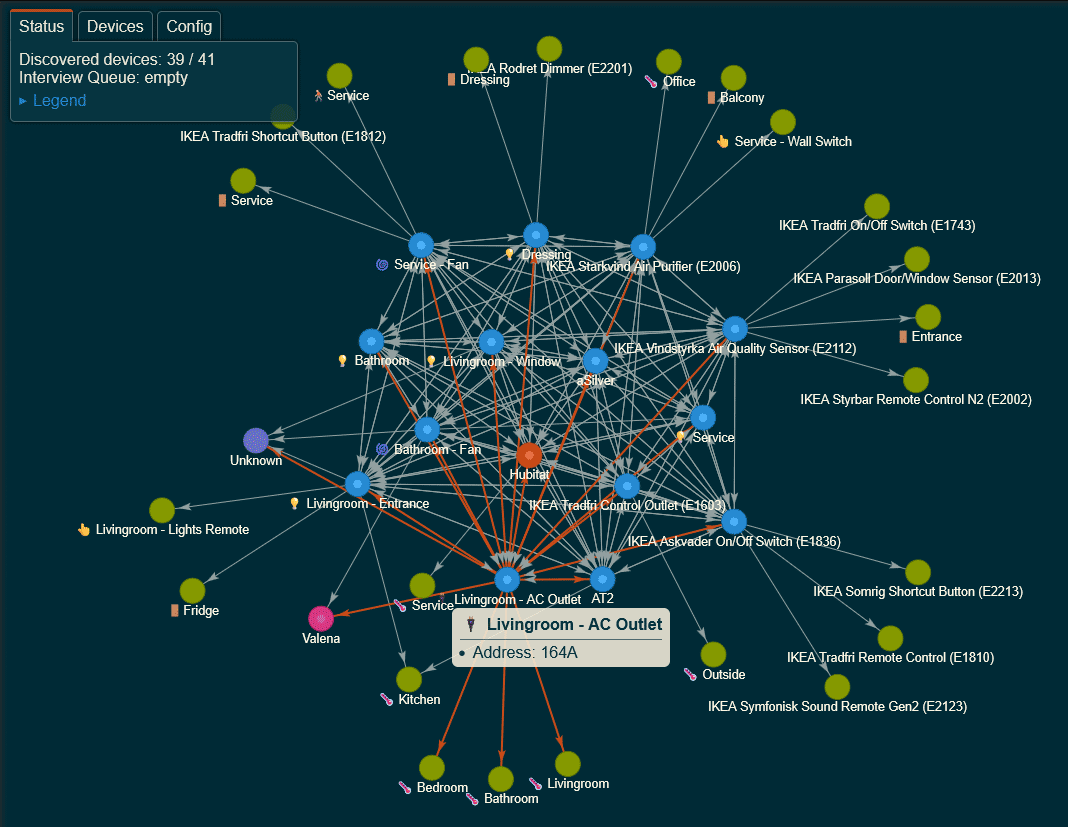 Status Devices Config
Discovered devices: 39 / 41
Interview Queue: empty
Legend
IKEA Rodret Dimmer (E2201)
Dressing
Office
Service
Balcony
IKEA Tradfri Shortcut Button (E1812)
Service - Wall Switch
Service
IKEA Tradfri On/Off Switch (E1743)
Dressing
Service - Fan
IKEA Starkvind Air Purifier (E2006)
IKEA Parasoll Door/Window Sensor (E2013)
Entrance
IKEA Vindstyrka Air Quality Sensor (E2112)
Bathroom
Livingroom - Window
aSilver
IKEA Styrbar Remote Control N2 (E2002)
Service
Bathroom - Fan
Unknown
Hubitat
Livingroom - Entrance
IKEA Tradfri Control Outlet (E1603)
Livingroom - Lights Remote
IKEA Askvader On/Off Switch (E1836)
IKEA Somrig Shortcut Button (E2213)
Service
Livingroom - AC Outlet
AT2
Fridge
Livingroom - AC Outlet
Valena
Address: 164A
IKEA Tradfri Remote Control (E1810)
Outside
Kitchen
IKEA Symfonisk Sound Remote Gen2 (E2123)
Livingroom
Bedroom
Bathroom